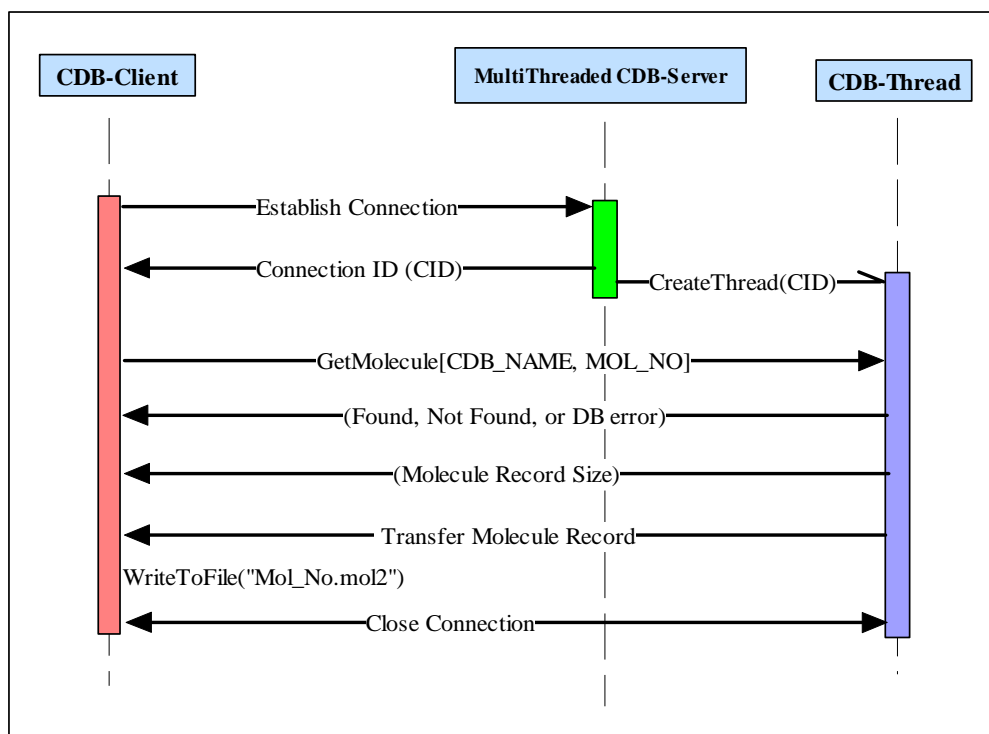 CDB-Client
MultiThreaded CDB-Server
CDB-Thread
Establish Connection
Connection ID (CID)
CreateThread(CID)
GetMolecule[CDB_NAME, MOL_NO]
(Found, Not Found, or DB error)
(Molecule Record Size)
Transfer Molecule Record
WriteToFile("Mol_No.mol2")
Close Connection